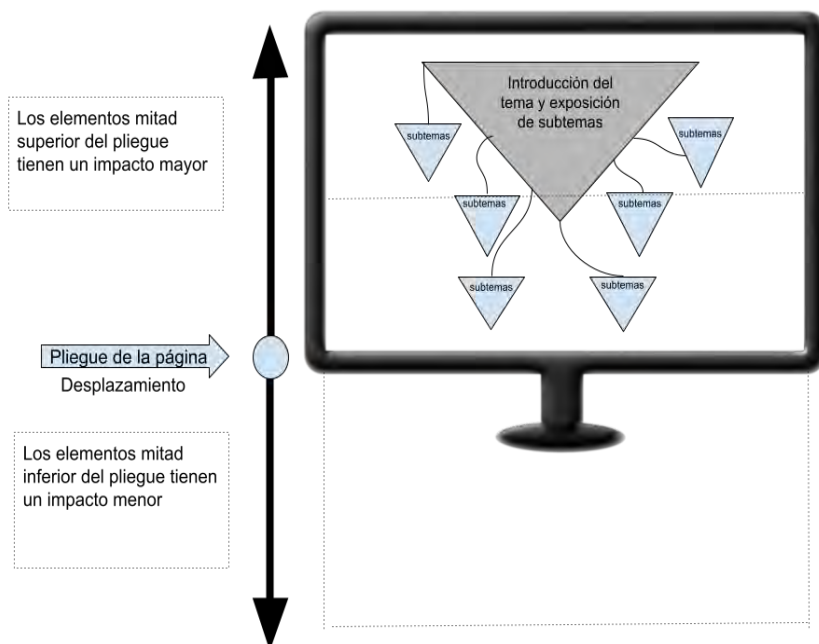 Los elementos mitad
superior del pliegue
tienen un impacto mayor
Introducción del
tema y exposición
de subtemas
subtemas
subtemas
subtemas
subtemas
subtemas
subtemas
Pliegue de la página
Desplazamiento
Los elementos mitad
inferior del pliegue tienen
un impacto menor